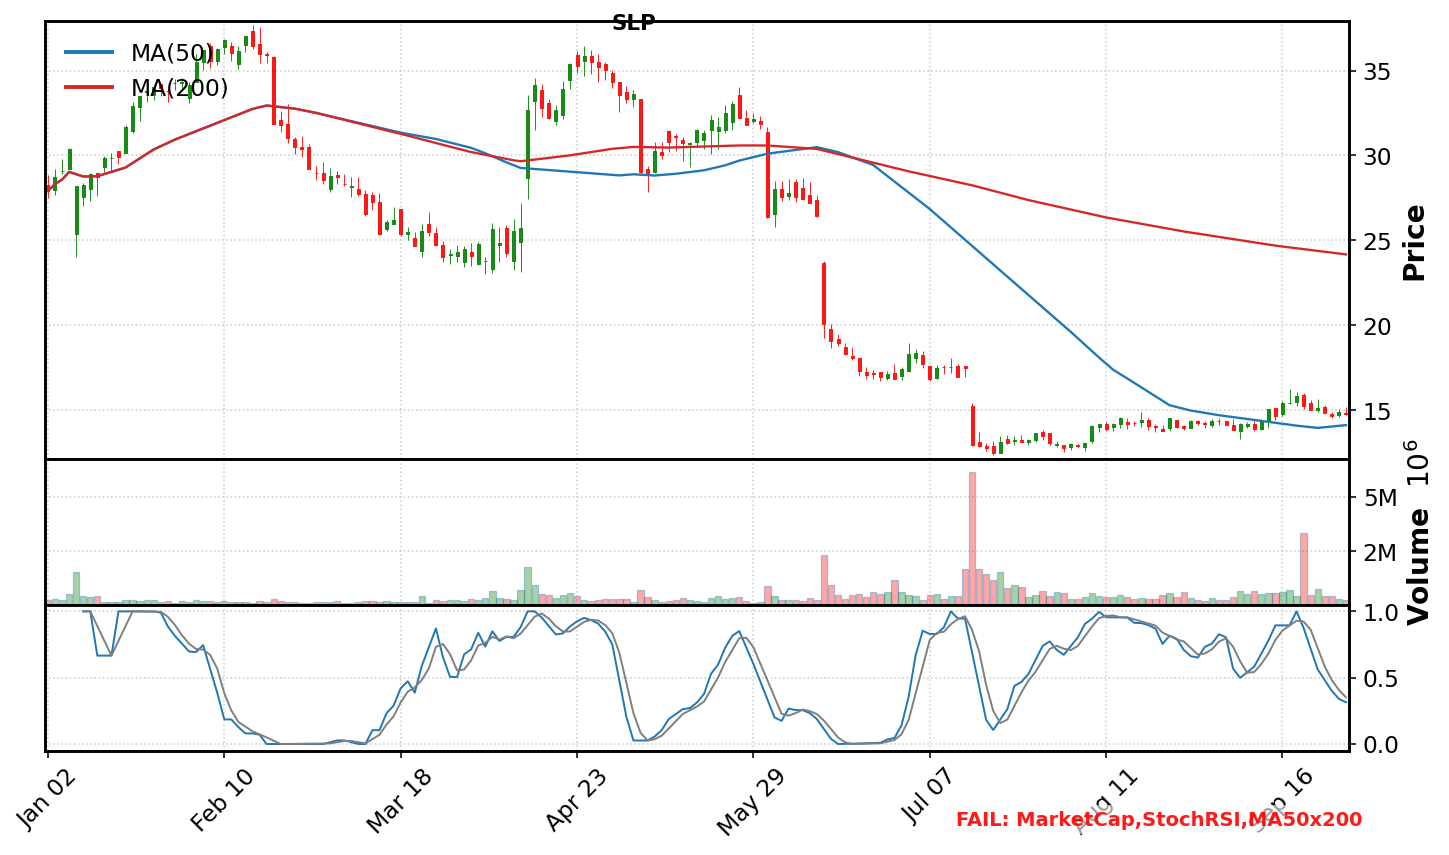 SLP
MA(50)
MA(200)
35
30
25
20
15
Price
5M
2M
Volume 10^6
1.0
0.5
0.0
Jan 02
Feb 10
Mar 18
Apr 23
May 29
Jul 07
Aug 11
Sep 16
FAIL: MarketCap,StochRSI,MA50x200